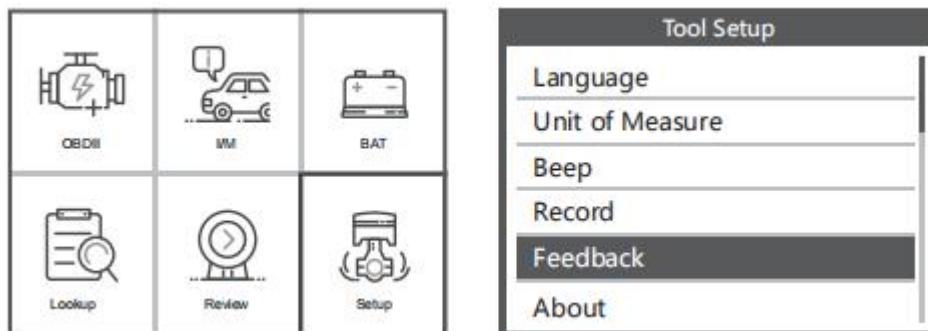 OBDII
I/M
BAT
Lookup
Review
Setup
Tool Setup
Language
Unit of Measure
Beep
Record
Feedback
About